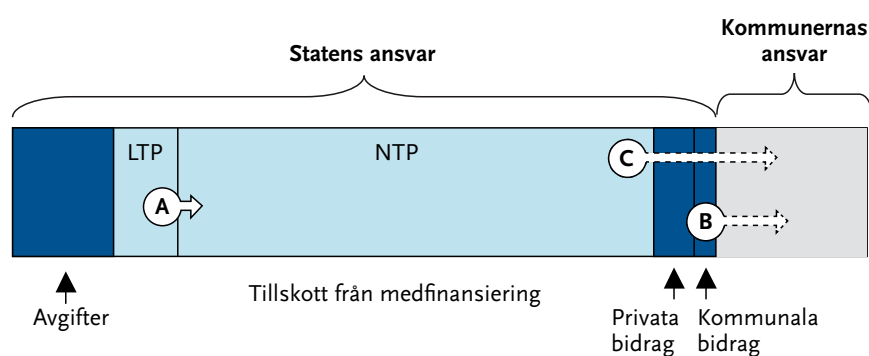 Kommunernas
ansvar
Statens ansvar
LTP
NTP
C
A
B
Tillskott från medfinansiering
Avgifter
Privata
bidrag
Kommunala
bidrag